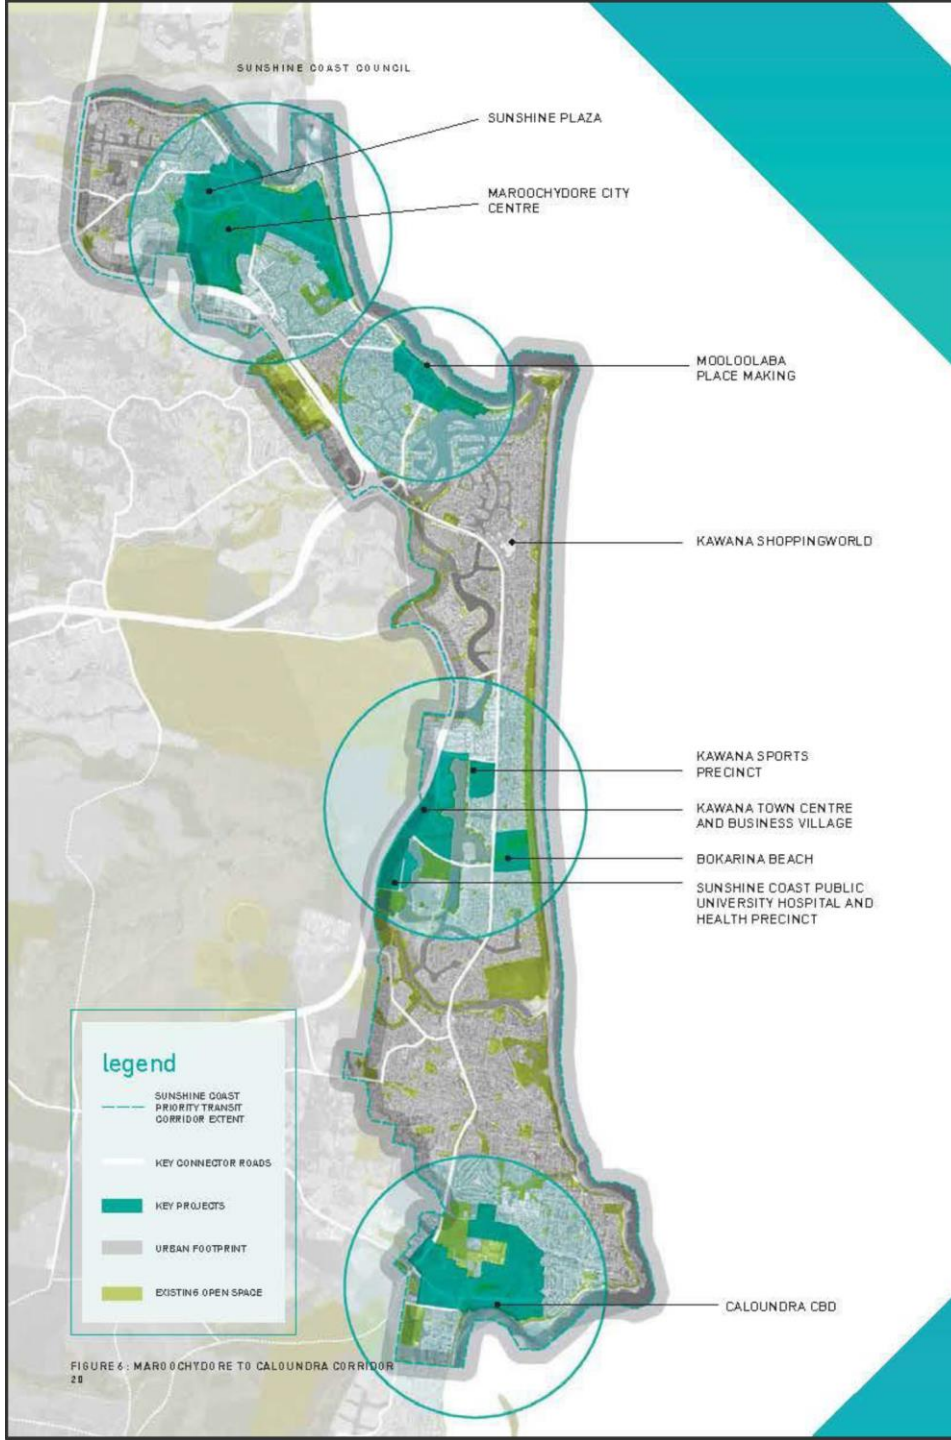 SUNSHINE COAST COUNCIL
SUNSHINE PLAZA
MAROOCHYDORE CITY
CENTRE
MOOLOOLABA
PLACE MAKING
KAWANA SHOPPINGWORLD
KAWANA SPORTS
PRECINCT
KAWANA TOWN CENTRE
AND BUSINESS VILLAGE
BOKARINA BEACH
SUNSHINE COAST PUBLIC
UNIVERSITY HOSPITAL AND
HEALTH PRECINCT
legend
SUNSHINE COAST
PRIORITY TRANSIT
CORRIDOR EXTENT
KEY CONNECTOR ROADS
KEY PROJECTS
URBAN FOOTPRINT
EXISTING OPEN SPACE
CALOUNDRA CBD
FIGURE 6: MAROOCHYDORE TO CALOUNDRA CORRIDOR
20